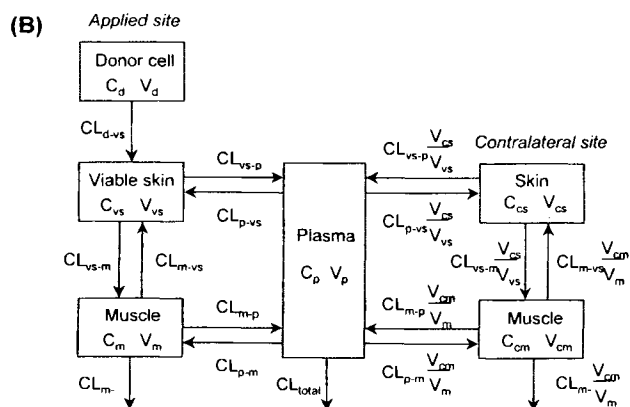 (B)
Applied site
Donor cell
C_d V_d
CL_d-vs
Viable skin
C_vs V_vs
CL_vs-p
CL_p-vs
CL_vs-m
CL_m-vs
Muscle
C_m V_m
CL_m-p
CL_p-m
CL_m-
Plasma
C_p V_p
CL_total
Contralateral site
CL_vs-p V_cs/V_vs
CL_p-vs V_cs/V_vs
Skin
C_cs V_cs
CL_vs-m V_cs/V_vs
CL_m-vs V_cm/V_m
CL_m-p V_cm/V_m
CL_p-m V_cm/V_m
Muscle
C_cm V_cm
CL_m- V_cm/V_m